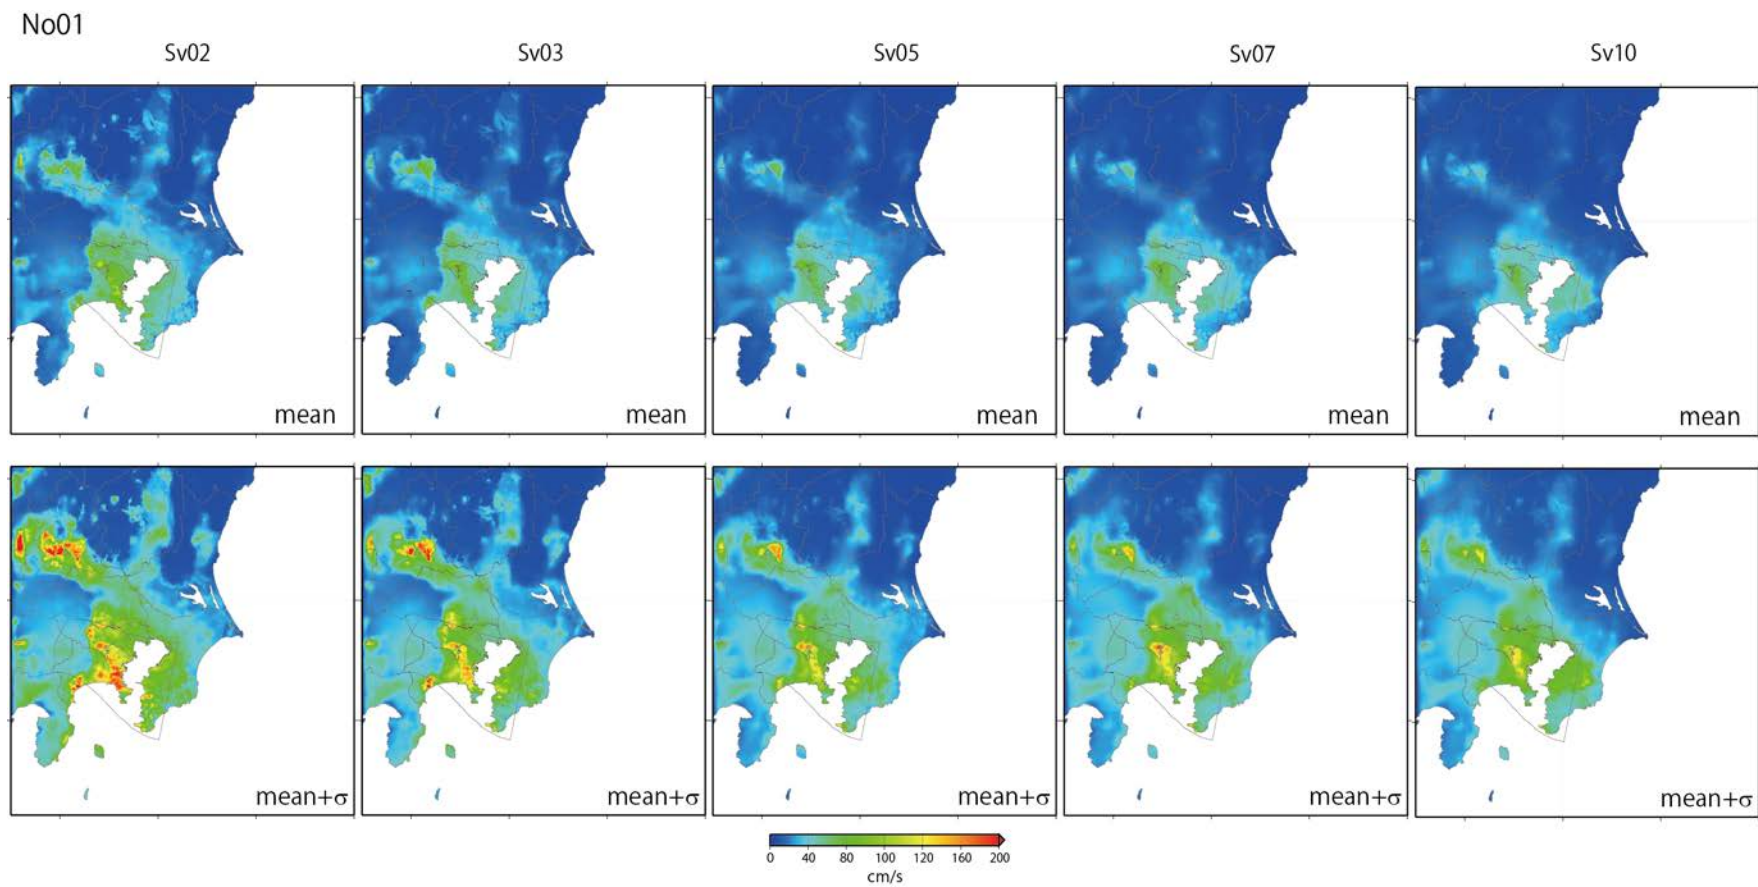 No01
Sv02 Sv03 Sv05 Sv07 Sv10
mean mean mean mean mean
mean+σ mean+σ mean+σ mean+σ mean+σ
0 40 80 100 120 160 200
cm/s